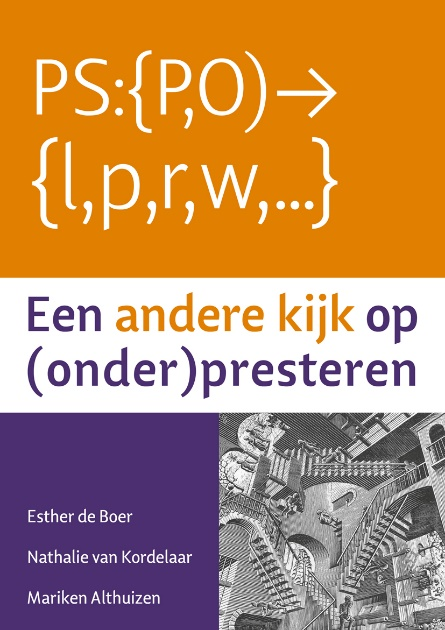 PS:{P,O)→
{l,p,r,w,...}
Een andere kijk op
(onder)presteren
Esther de Boer
Nathalie van Kordelaar
Mariken Althuizen